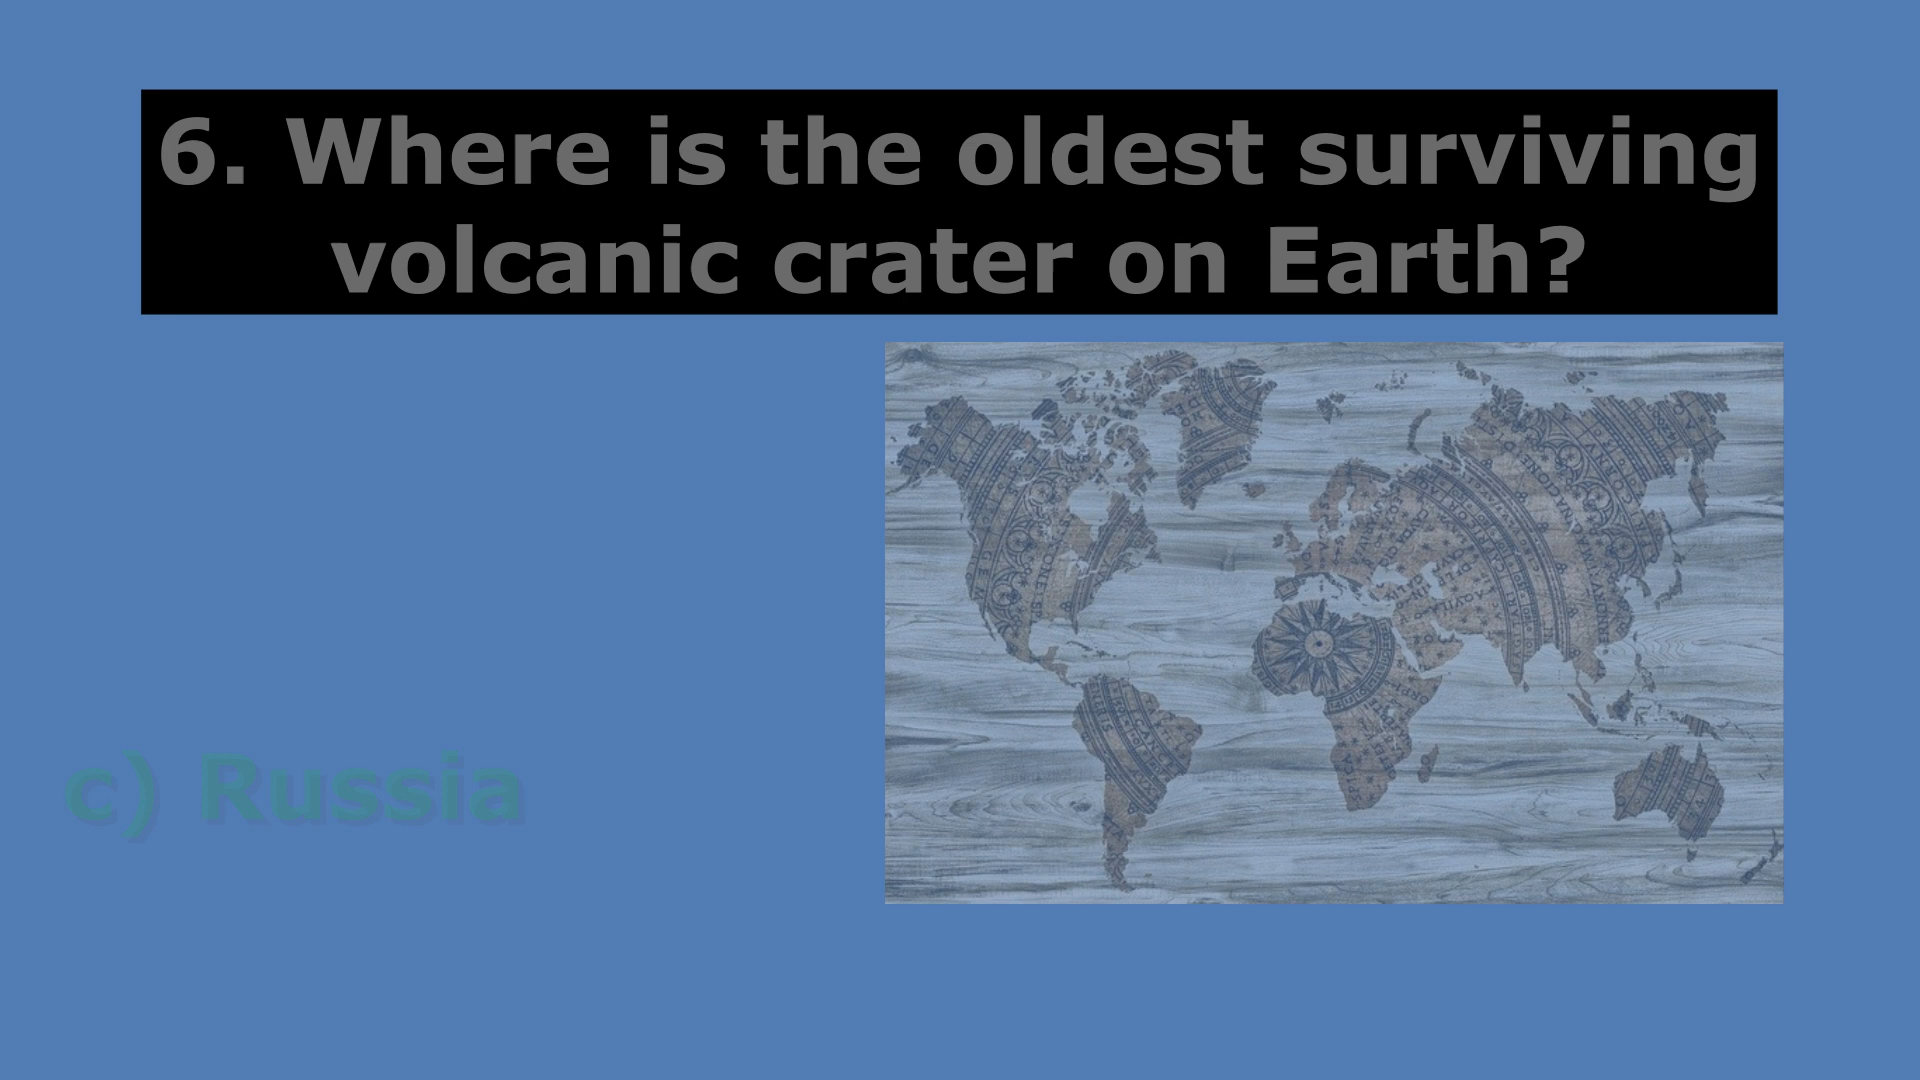 6. Where is the oldest surviving
volcanic crater on Earth?
c) Russia